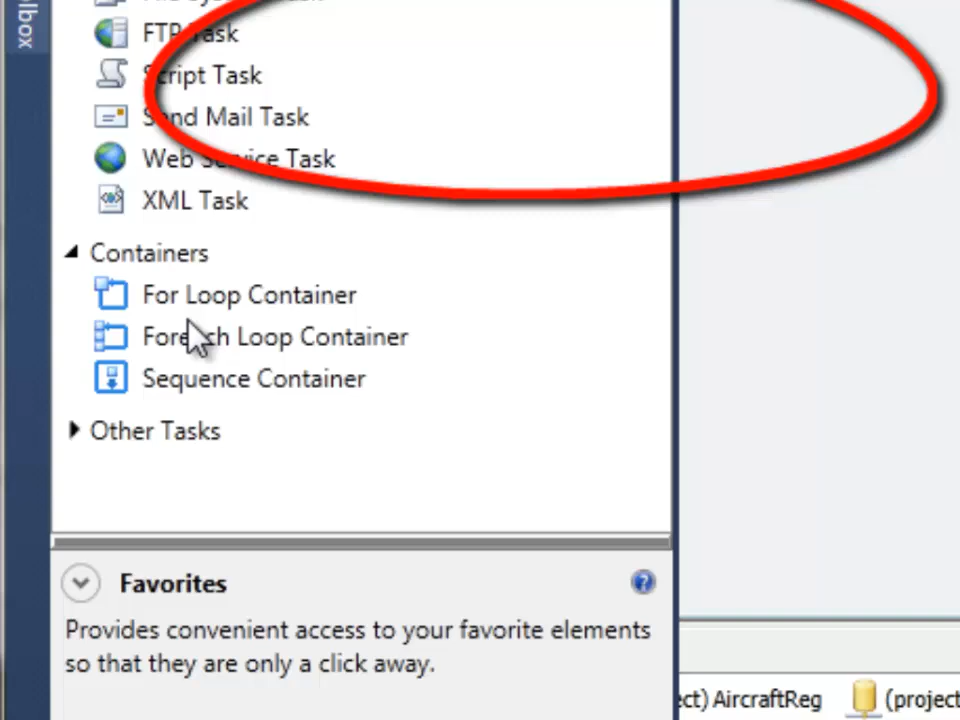 FTP Task
Script Task
Send Mail Task
Web Service Task
XML Task
Containers
For Loop Container
Foreach Loop Container
Sequence Container
Other Tasks
Favorites
Provides convenient access to your favorite elements
so that they are only a click away.
AircraftReg